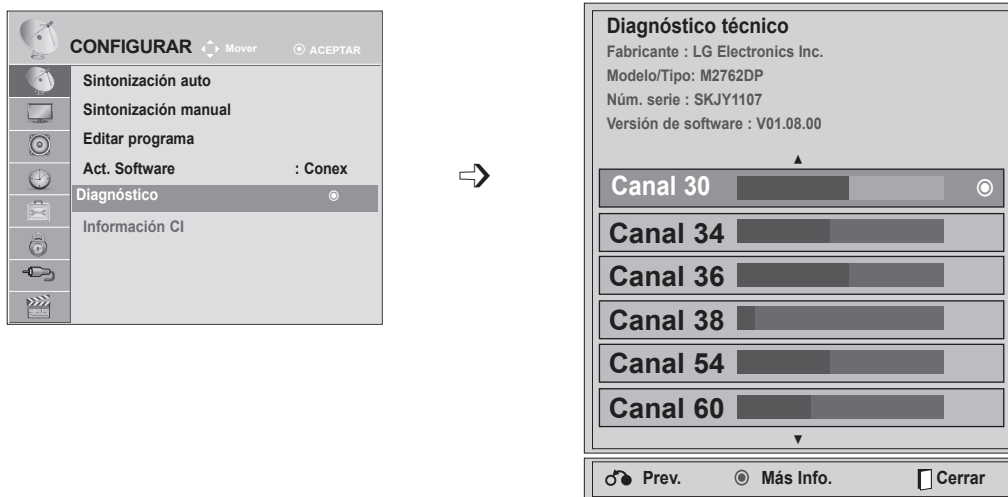 CONFIGURAR Mover ACEPTAR
Sintonización auto
Sintonización manual
Editar programa
Act. Software : Conex
Diagnóstico
Información CI
Diagnóstico técnico
Fabricante : LG Electronics Inc.
Modelo/Tipo: M2762DP
Núm. serie : SKJY1107
Versión de software : V01.08.00
Canal 30
Canal 34
Canal 36
Canal 38
Canal 54
Canal 60
Prev. Más Info. Cerrar